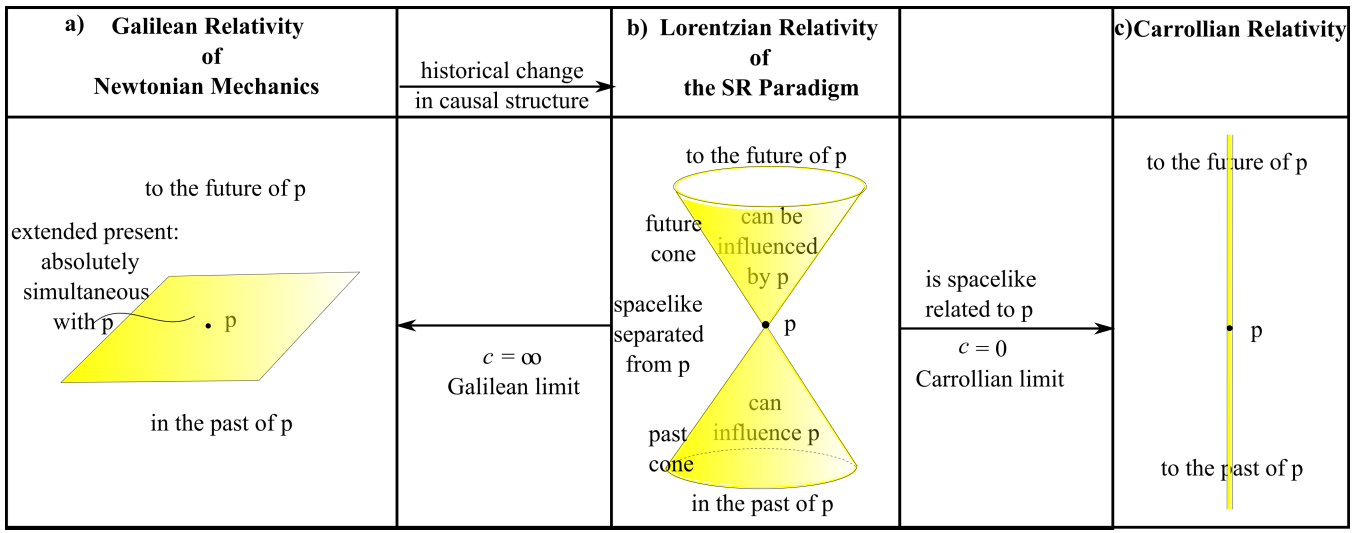 a) Galilean Relativity
of
Newtonian Mechanics
historical change
in causal structure
b) Lorentzian Relativity
of
the SR Paradigm
c)Carrollian Relativity
to the future of p
extended present:
absolutely
simultaneous
with p
p
in the past of p
c = ∞
Galilean limit
to the future of p
future
cone
can be
influenced
by p
spacelike
separated
from p
p
can
influence p
past
cone
in the past of p
is spacelike
related to p
c = 0
Carrollian limit
to the future of p
p
to the past of p